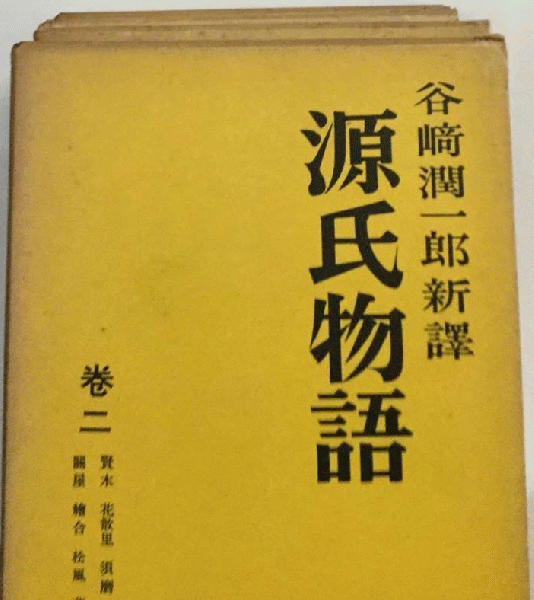 谷崎潤一郎新譯
源氏物語
卷二
賢木 花散里 須磨
關屋 繪合 松風